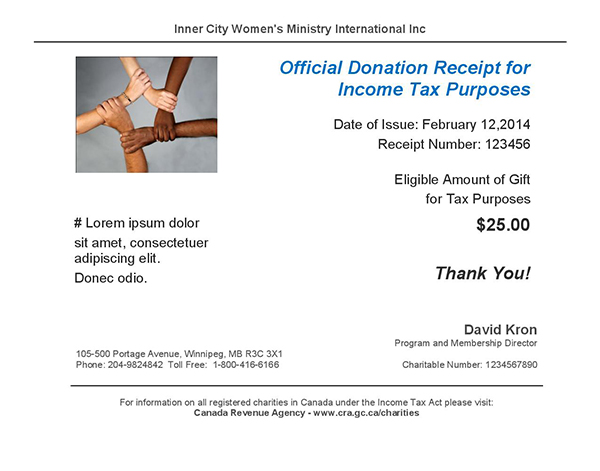 Inner City Women's Ministry International Inc
Official Donation Receipt for
Income Tax Purposes
Date of Issue: February 12,2014
Receipt Number: 123456
Eligible Amount of Gift
for Tax Purposes
$25.00
# Lorem ipsum dolor
sit amet, consectetuer
adipiscing elit.
Donec odio.
Thank You!
David Kron
Program and Membership Director
105-500 Portage Avenue, Winnipeg, MB R3C 3X1
Phone: 204-9824842  Toll Free:  1-800-416-6166
Charitable Number: 1234567890
For information on all registered charities in Canada under the Income Tax Act please visit:
Canada Revenue Agency - www.cra.gc.ca/charities